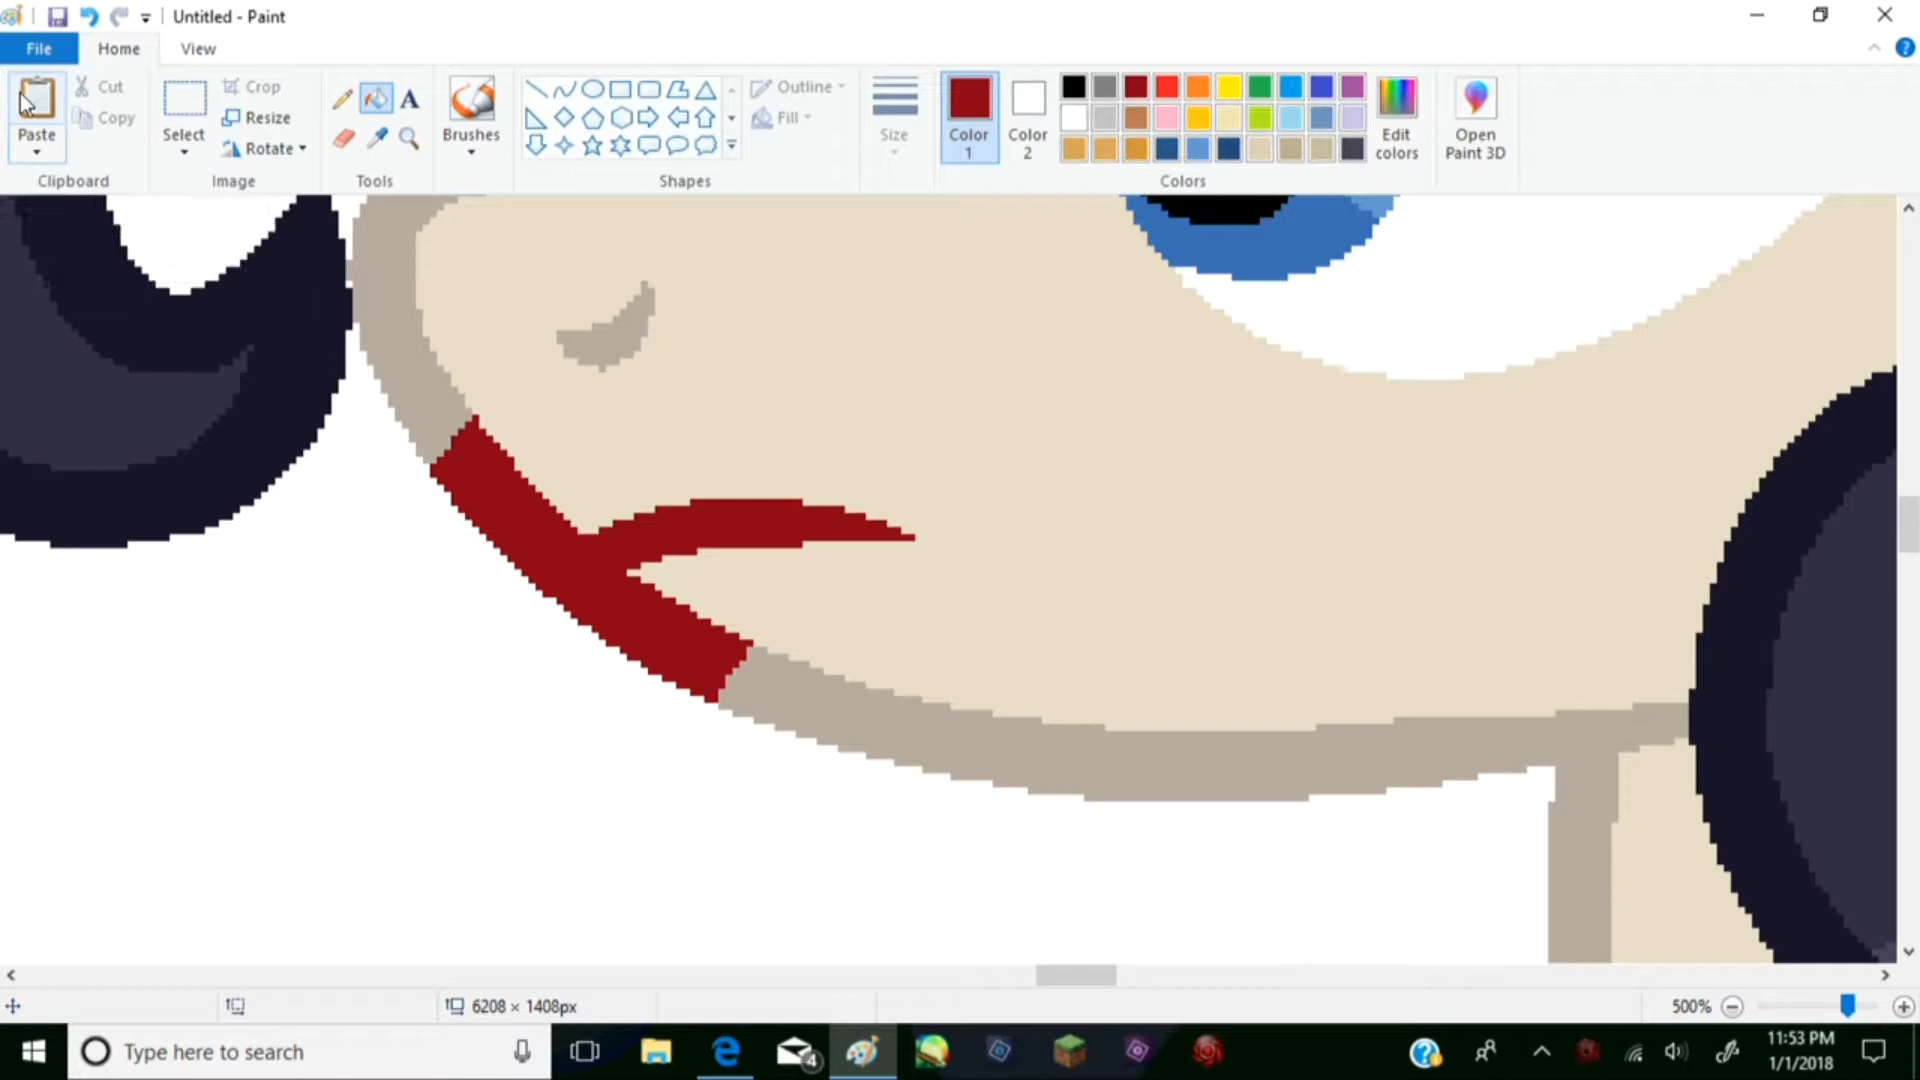 Untitled - Paint
File Home View
Paste
Cut
Copy
Clipboard
Select
Crop
Resize
Rotate
Image
A
Tools
Brushes
Shapes
Outline
Fill
Size
Color 1
Color 2
Edit colors
Open Paint 3D
Colors
6208 × 1408px
500%
Type here to search
4
11:53 PM
1/1/2018